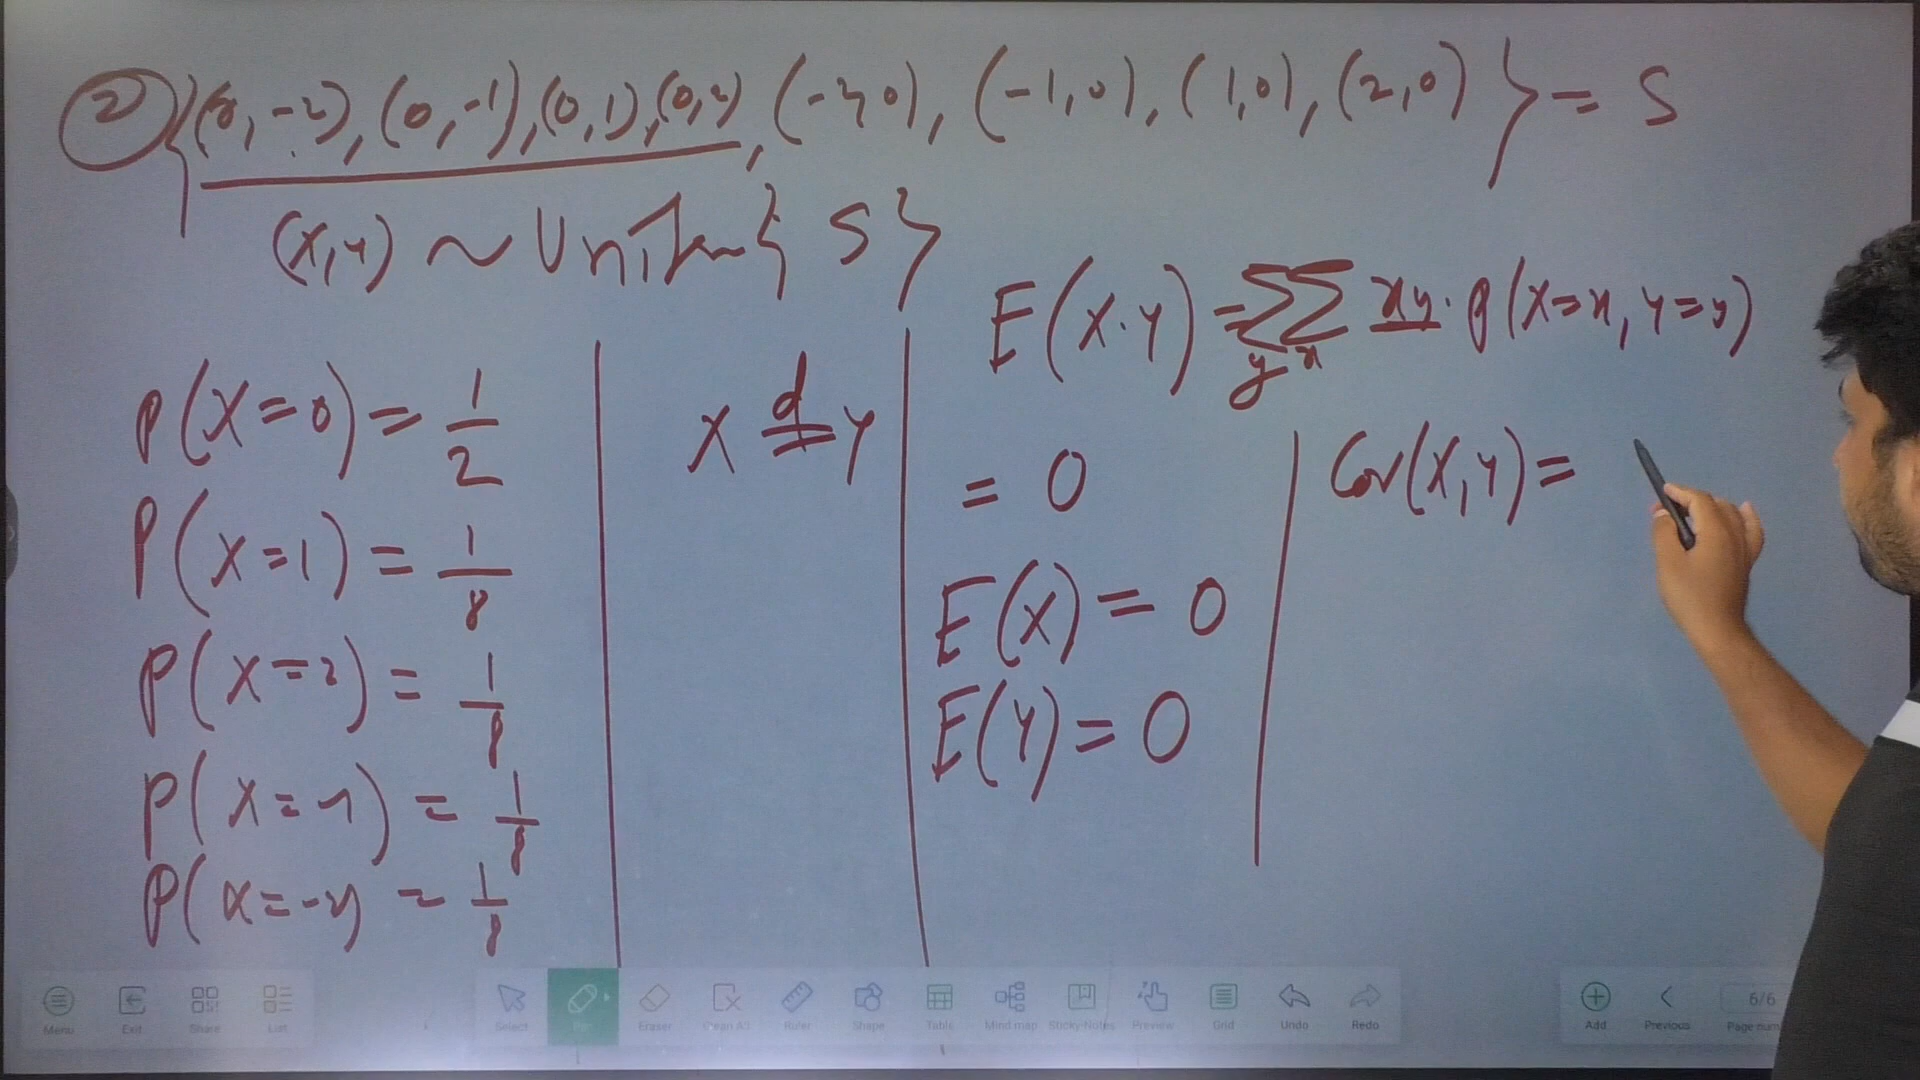 ② {(0,-2), (0,-1), (0,1), (0,2), (-2,0), (-1,0), (1,0), (2,0)} = S
(X,Y) ~ Uniform{S}
P(X=0) = 1/2
P(X=1) = 1/8
P(X=2) = 1/8
P(X=-1) = 1/8
P(X=-2) = 1/8
X d= Y
E(X·Y) = ΣΣ xy · P(X=x, Y=y)
y x
= 0
E(X) = 0
E(Y) = 0
Cov(X,Y) =
Menu Exit Share List Select Pen Eraser Clean All Ruler Shape Table Mind map Sticky-Notes Preview Grid Undo Redo Add Previous 6/6 Page num